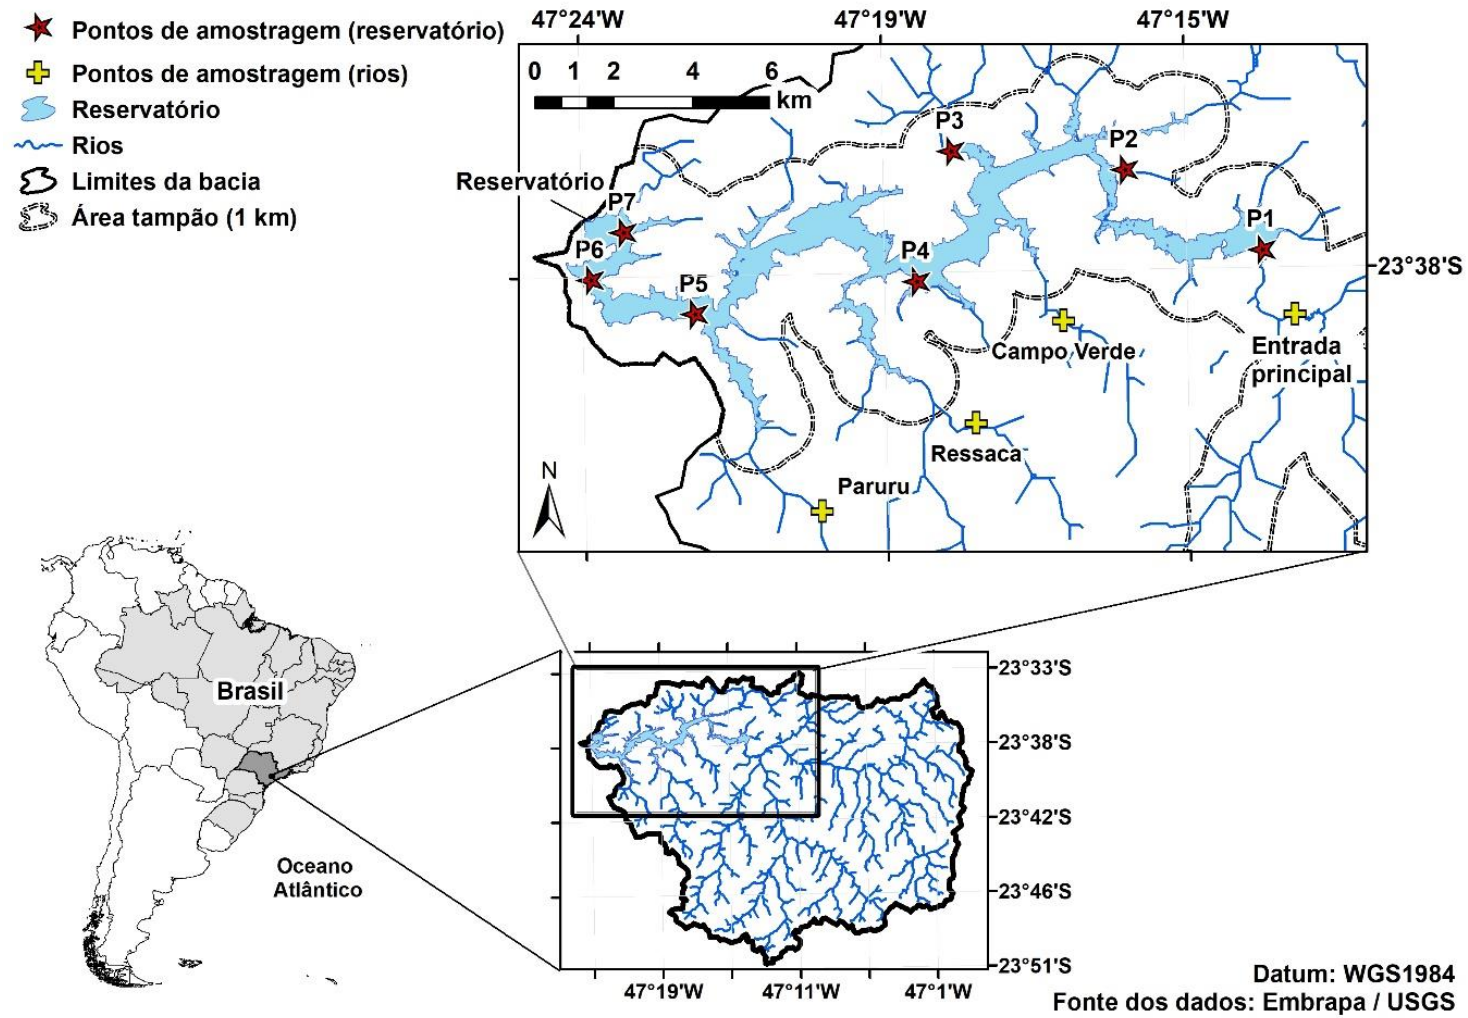 Pontos de amostragem (reservatório)
Pontos de amostragem (rios)
Reservatório
Rios
Limites da bacia
Área tampão (1 km)
47°24'W 47°19'W 47°15'W
0 1 2 4 6
km
P3
P2
Reservatório
P7
P1
P6
P4
23°38'S
P5
Campo Verde
Entrada
principal
Ressaca
N
Paruru
Brasil
Oceano
Atlântico
23°33'S
23°38'S
23°42'S
23°46'S
23°51'S
47°19'W 47°11'W 47°1'W
Datum: WGS1984
Fonte dos dados: Embrapa / USGS